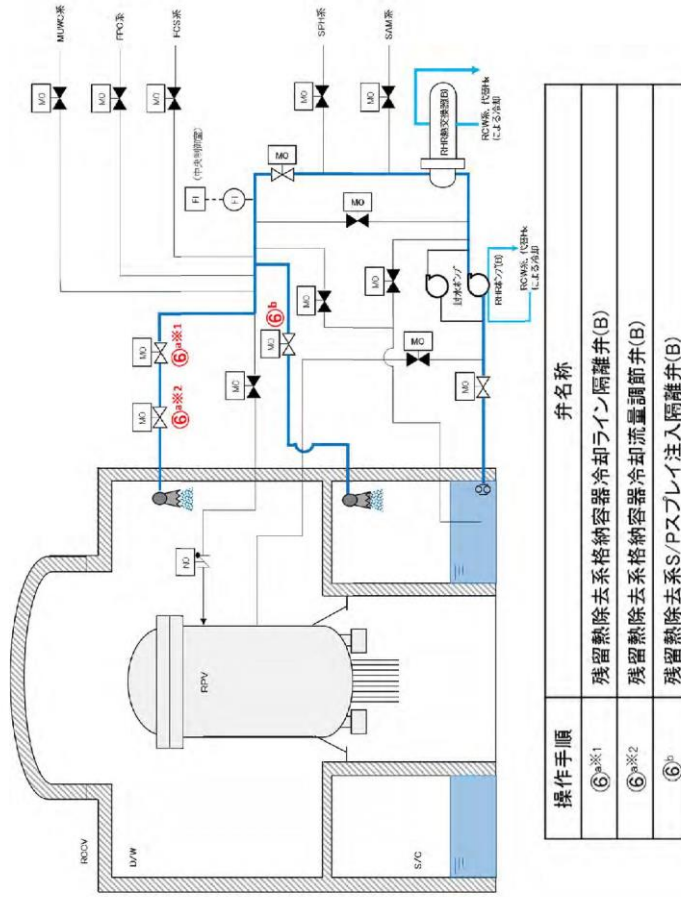 MUWC系
FPC系
FCS系
SPH系
SAM系
MO
MO
MO
MO
MO
(中央制御室)
FI
FT
MO
RHR熱交換器(B)
RCW系, 代替Hx
による冷却
MO
⑥a※1
MO
⑥a※2
MO
⑥b
MO
MO
MO
MO
MO
MO
封水ポンプ
RHRポンプ(B)
RCW系, 代替Hx
による冷却
NO
RPV
RCCV
D/W
S/C
操作手順 弁名称
⑥a※1 残留熱除去系格納容器冷却ライン隔離弁(B)
⑥a※2 残留熱除去系格納容器冷却流量調節弁(B)
⑥b 残留熱除去系S/Pスプレイ注入隔離弁(B)